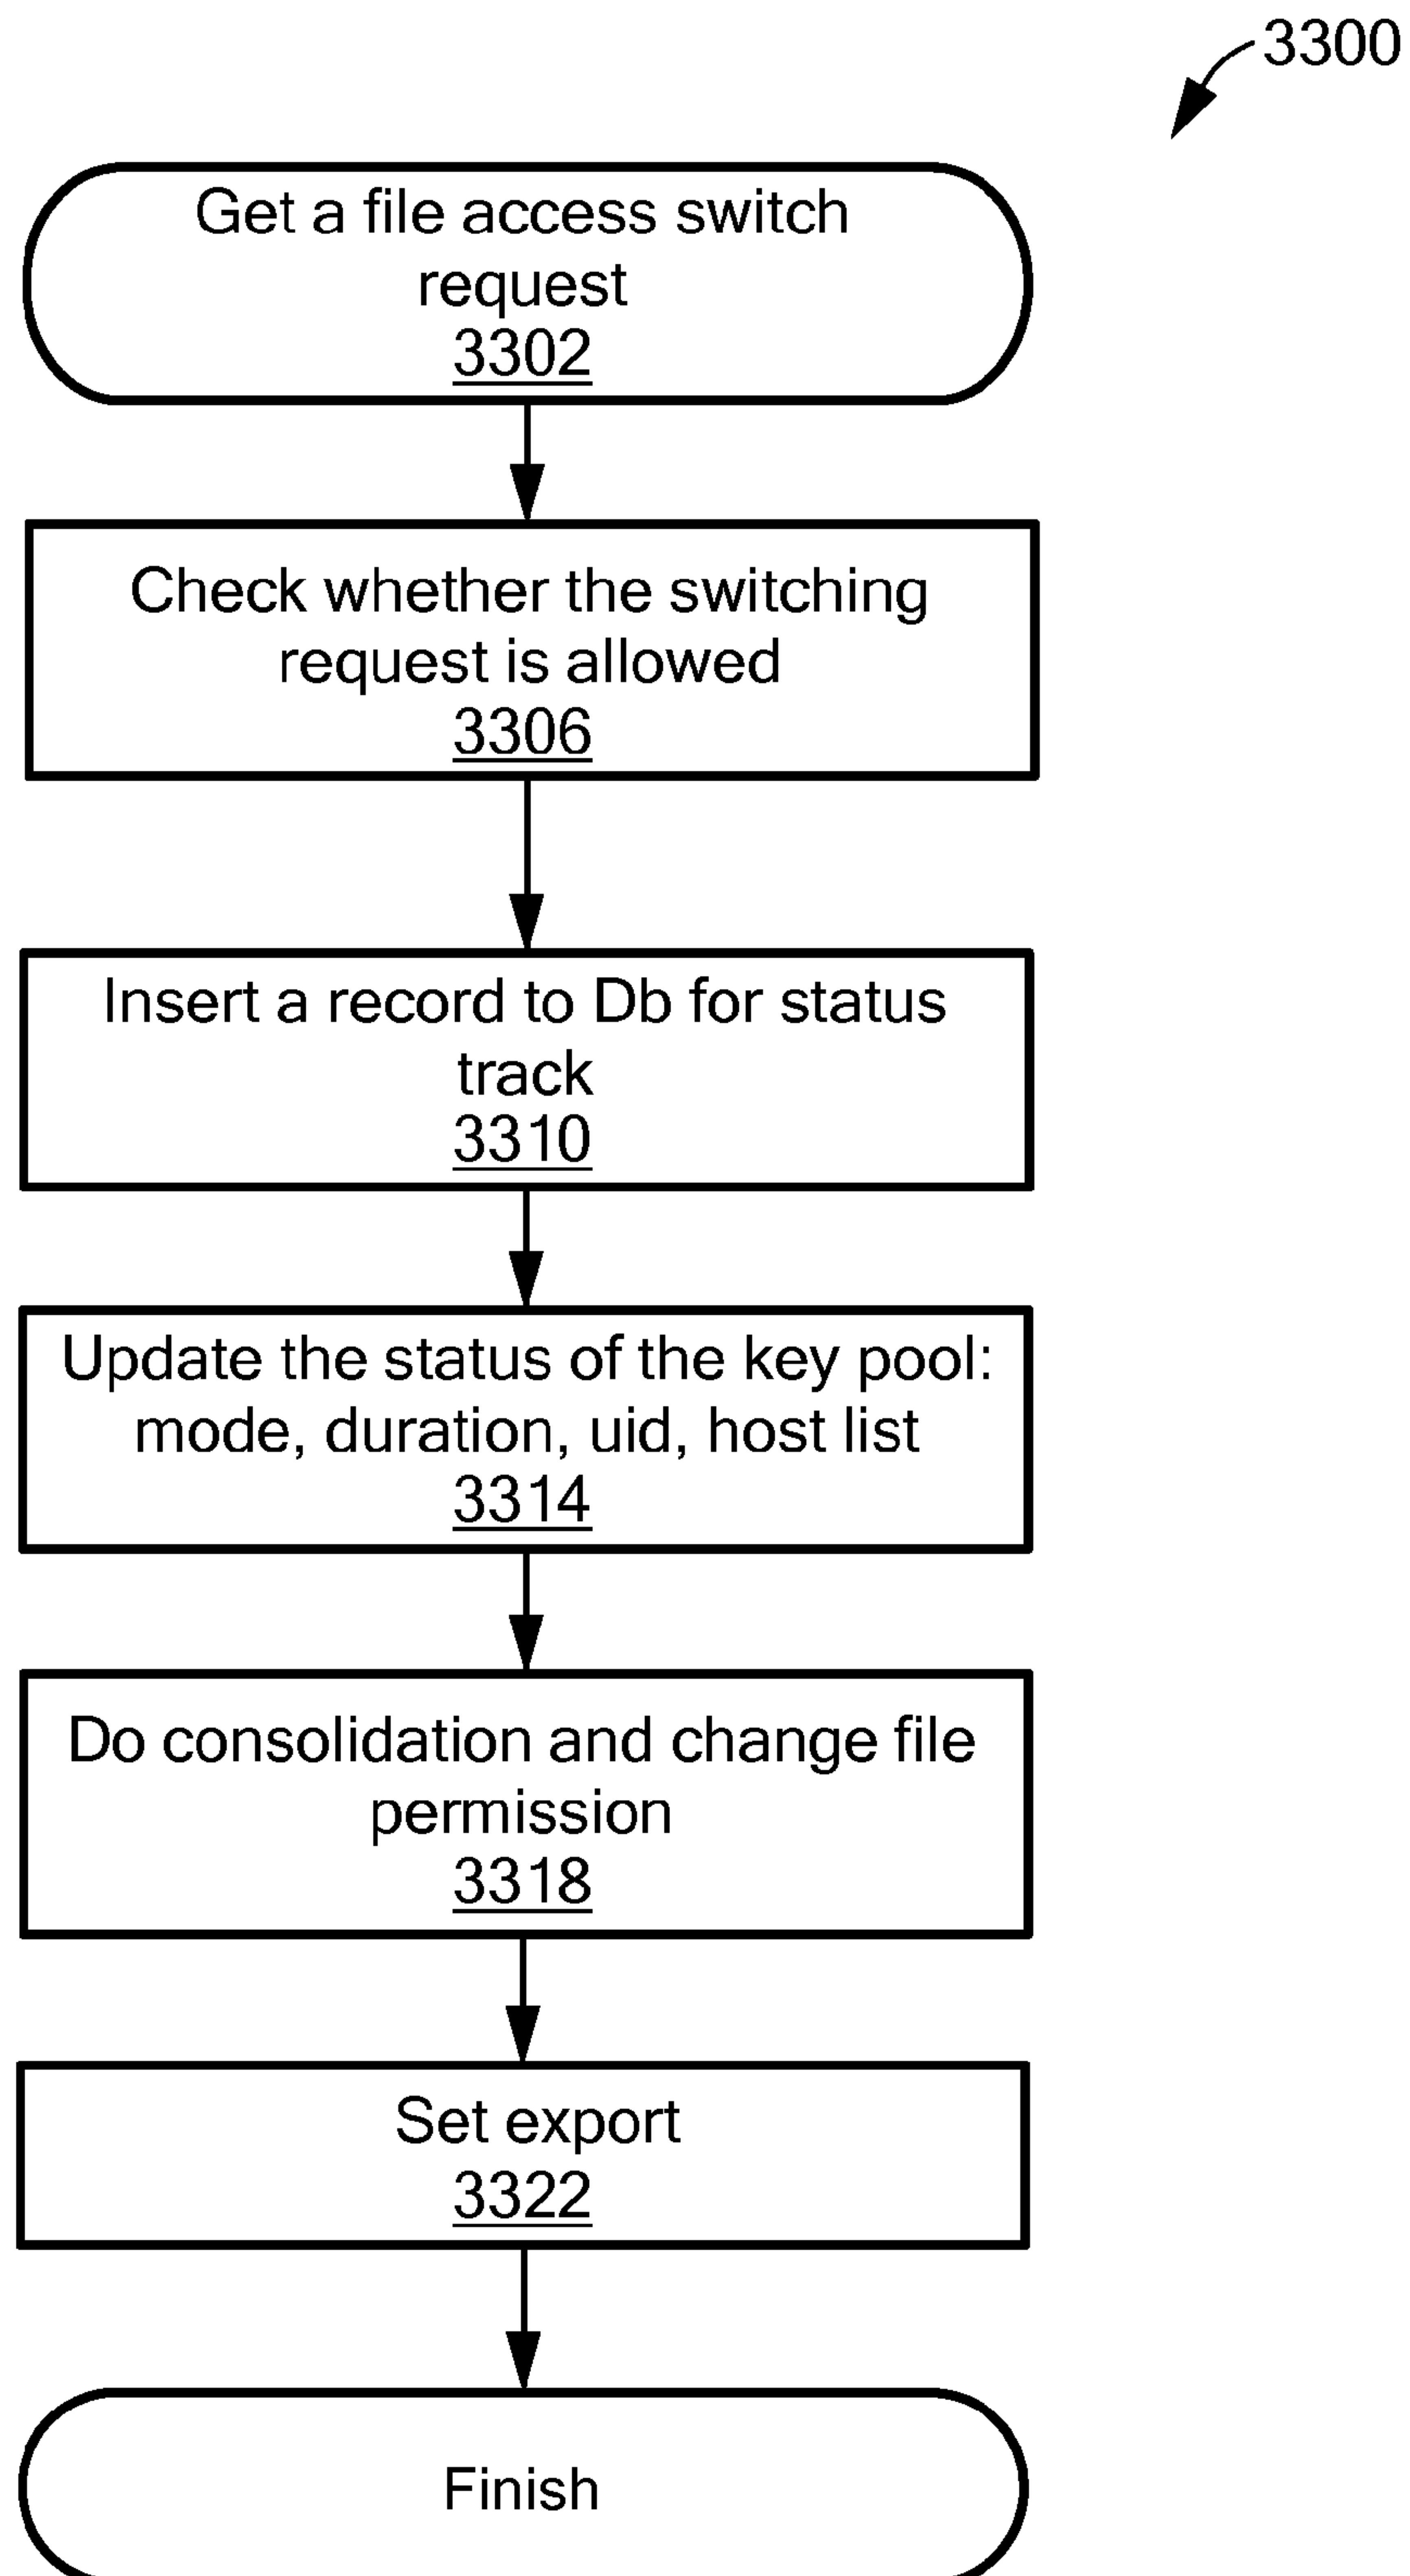 3300
Get a file access switch
request
3302
Check whether the switching
request is allowed
3306
Insert a record to Db for status
track
3310
Update the status of the key pool:
mode, duration, uid, host list
3314
Do consolidation and change file
permission
3318
Set export
3322
Finish